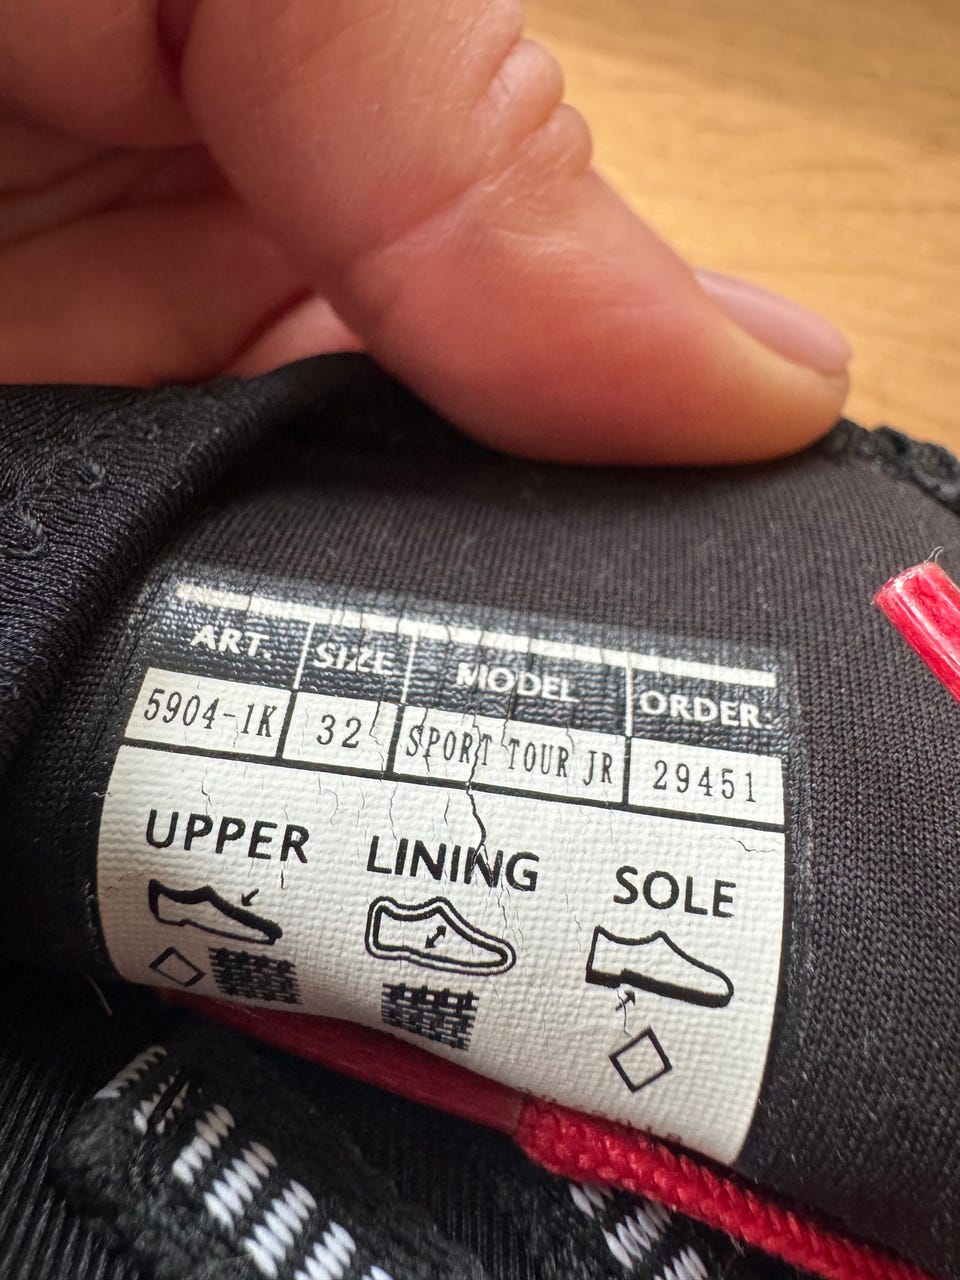 ART. SIZE MODEL ORDER
5904-1K 32 SPORT TOUR JR 29451
UPPER LINING SOLE